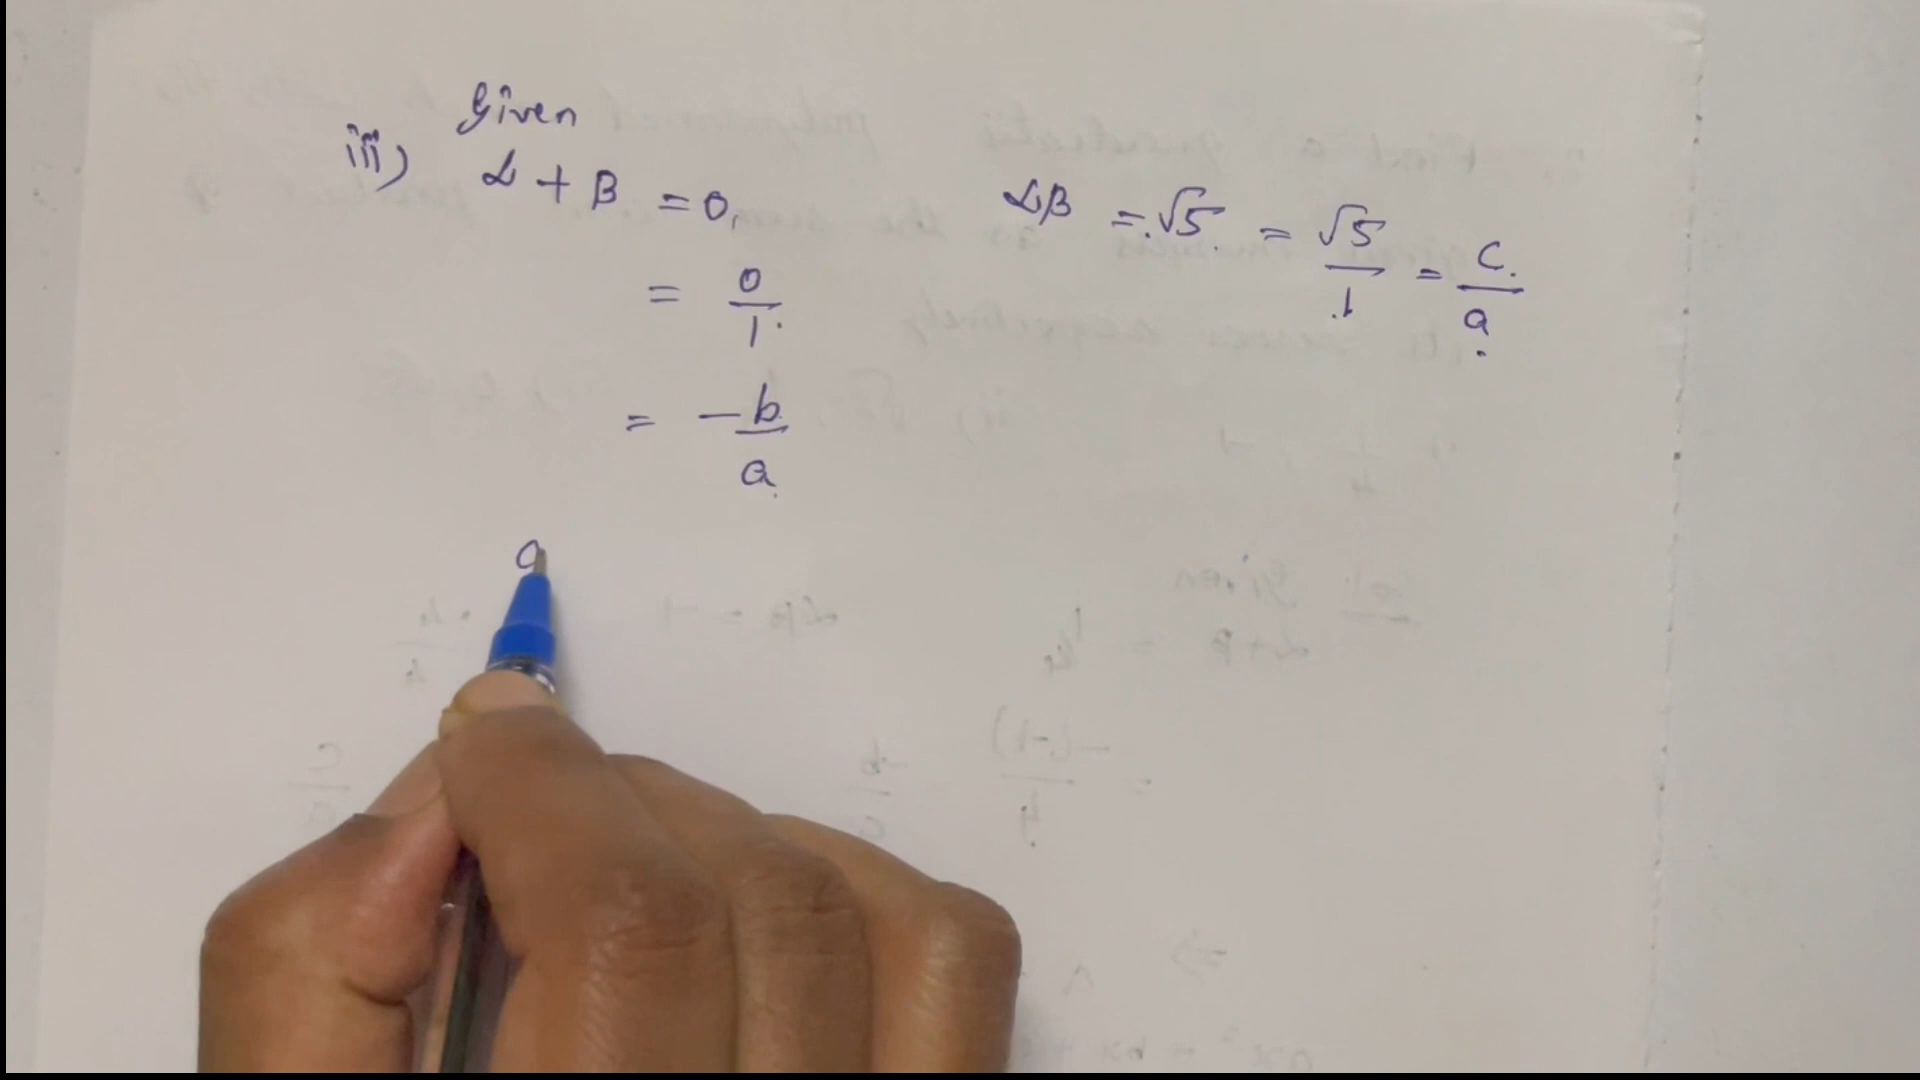 Given
iii) α + β = 0,
= 0/1
= -b/a
αβ = √5 = √5/1 = c/a
a